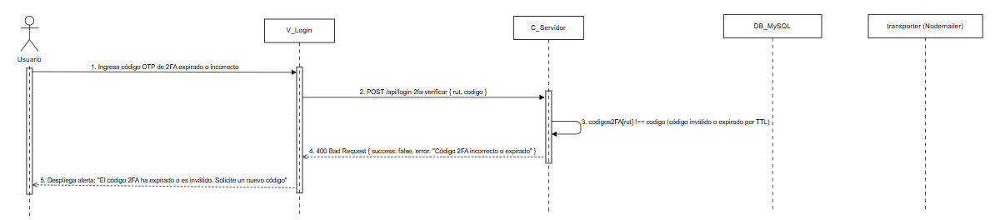 Usuario
V_Login
C_Servidor
DB_MySQL
transporter (Nodemailer)
1. Ingresa código OTP de 2FA expirado o incorrecto
2. POST /api/login-2fa-verificar { rut, codigo }
3. codigos2FA[rut] !== codigo (código inválido o expirado por TTL)
4. 400 Bad Request { success: false, error: "Código 2FA incorrecto o expirado" }
5. Despliega alerta: "El código 2FA ha expirado o es inválido. Solicite un nuevo código"